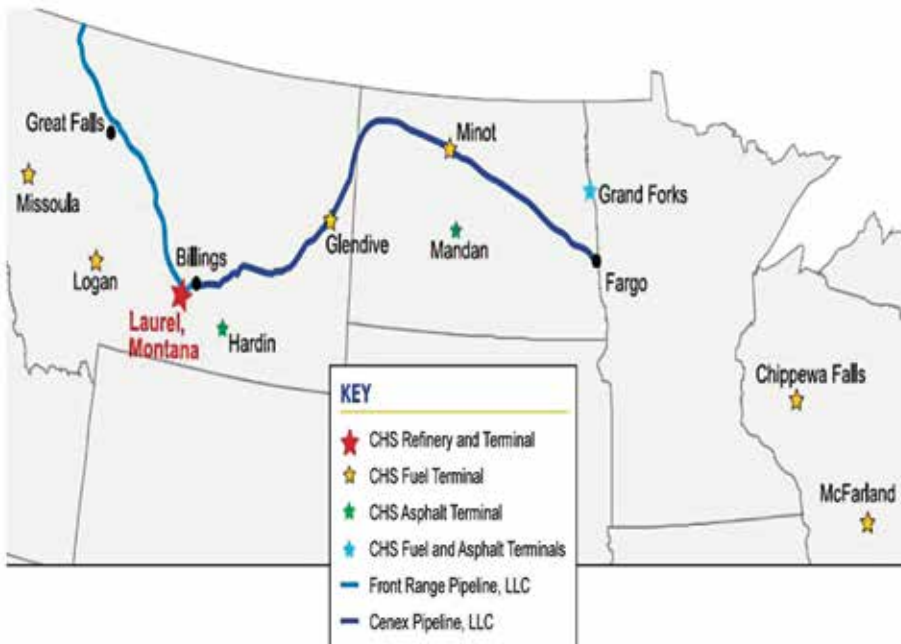 Great Falls
Missoula
Logan
Billings
Laurel,
Montana
Hardin
Glendive
Minot
Mandan
Grand Forks
Fargo
Chippewa Falls
McFarland
KEY
CHS Refinery and Terminal
CHS Fuel Terminal
CHS Asphalt Terminal
CHS Fuel and Asphalt Terminals
Front Range Pipeline, LLC
Cenex Pipeline, LLC